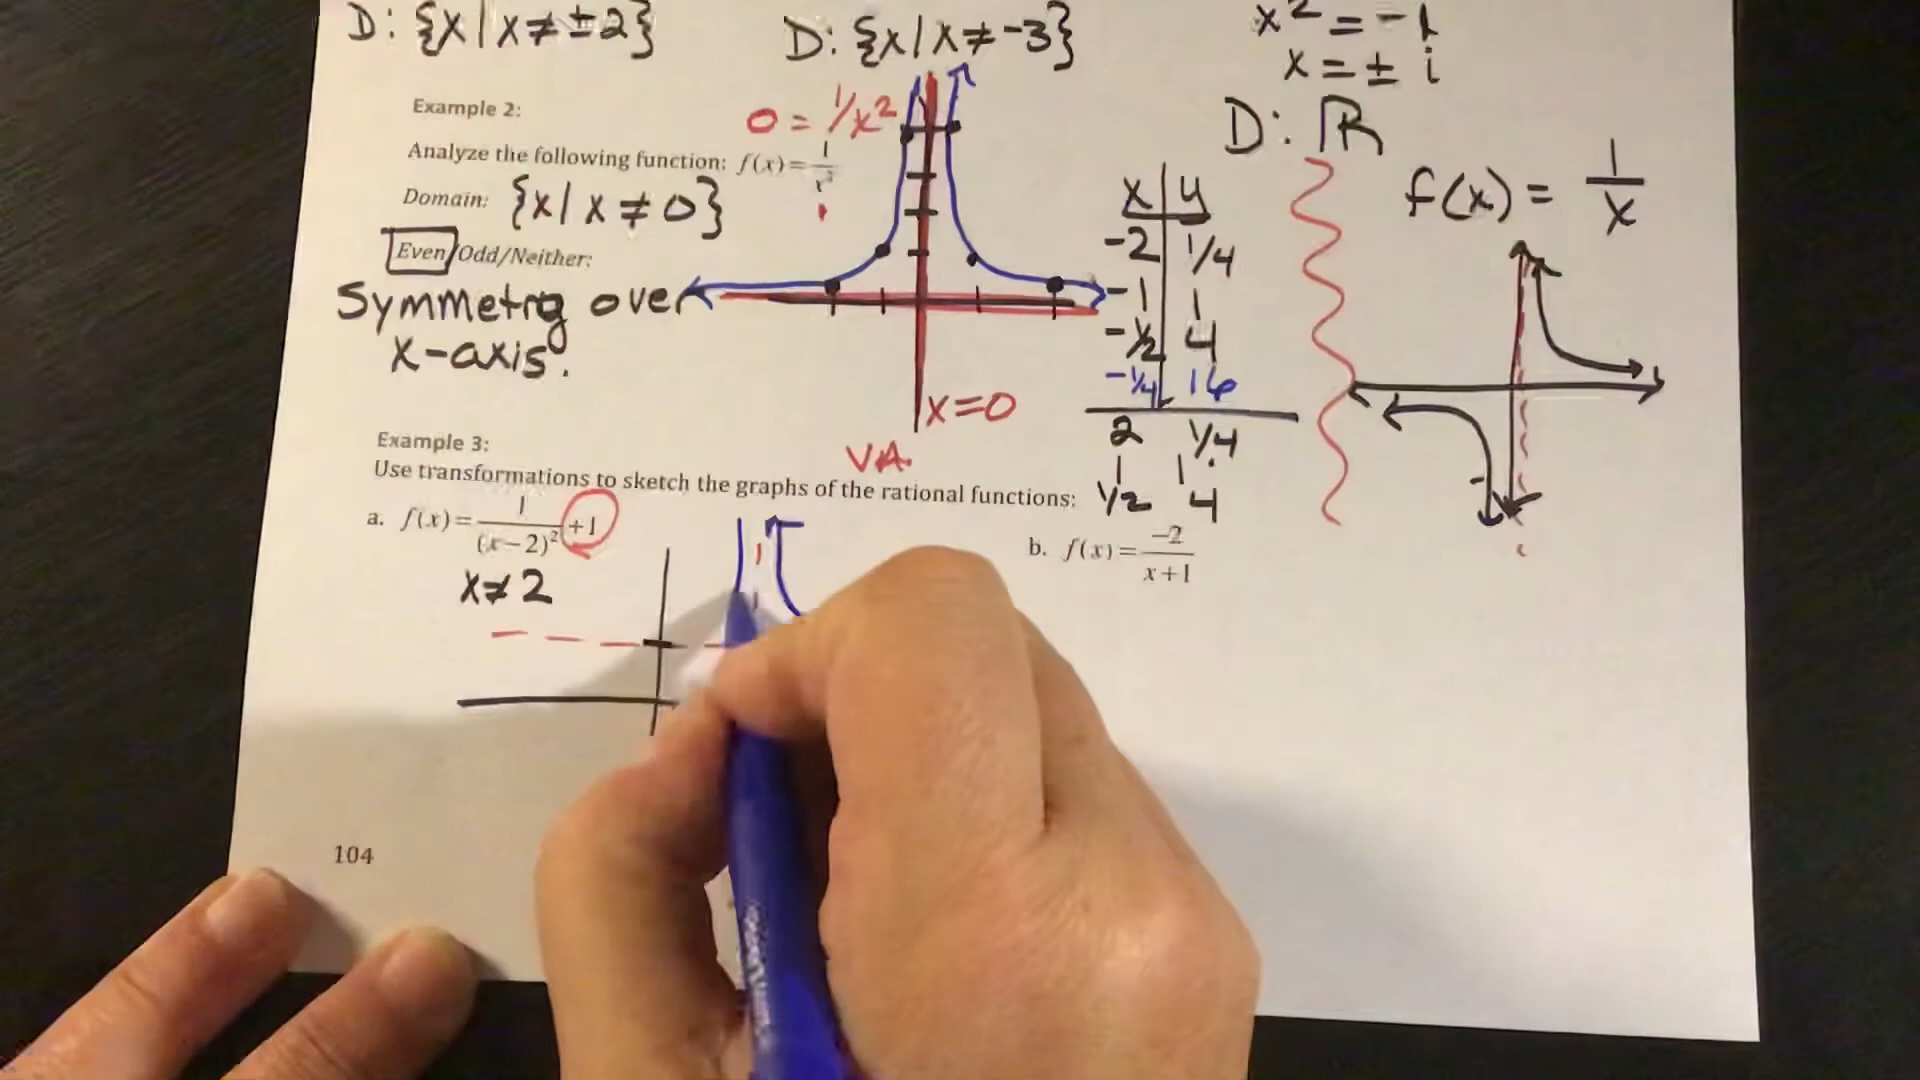 D: {x | x ≠ ±2}
D: {x | x ≠ -3}
x² = -1
x = ± i
D: ℝ
Example 2:
0 = 1/x²
Analyze the following function: f(x) = 1/x²
Domain: {x | x ≠ 0}
Even/Odd/Neither:
Symmetry over
x-axis.
x=0
V.A.
x | y
-2 | 1/4
-1 | 1
-1/2 | 4
-1/4 | 16
2 | 1/4
1 | 1
1/2 | 4
f(x) = 1/x
Example 3:
Use transformations to sketch the graphs of the rational functions:
a. f(x) = 1/(x-2)² +1
x≠2
b. f(x) = -2/(x+1)
104